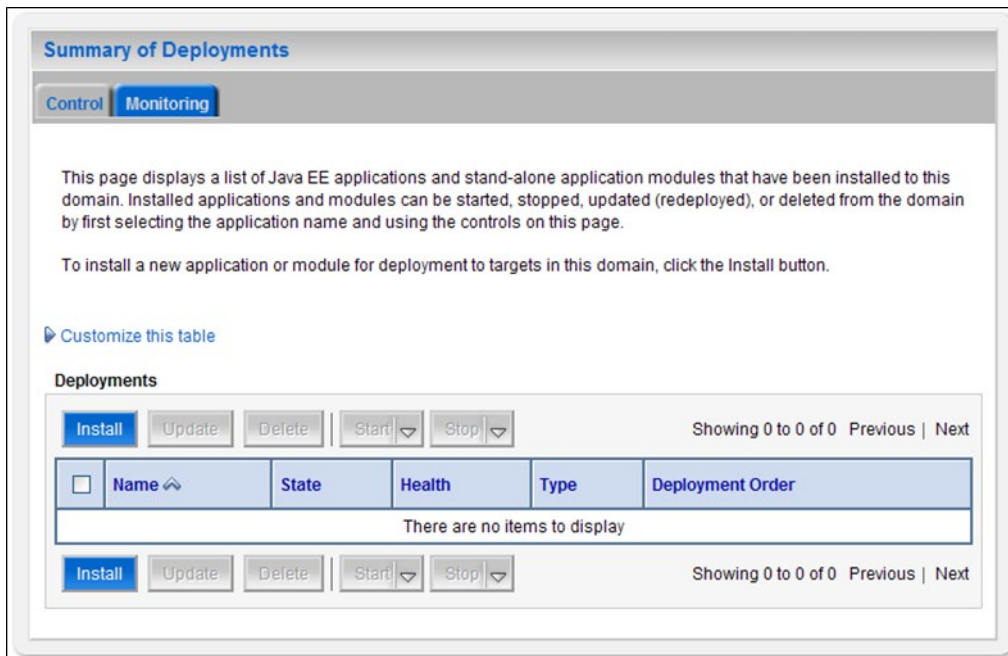 Summary of Deployments
Control Monitoring
This page displays a list of Java EE applications and stand-alone application modules that have been installed to this
domain. Installed applications and modules can be started, stopped, updated (redeployed), or deleted from the domain
by first selecting the application name and using the controls on this page.
To install a new application or module for deployment to targets in this domain, click the Install button.
Customize this table
Deployments
Install Update Delete Start Stop Showing 0 to 0 of 0 Previous | Next
Name State Health Type Deployment Order
There are no items to display
Install Update Delete Start Stop Showing 0 to 0 of 0 Previous | Next